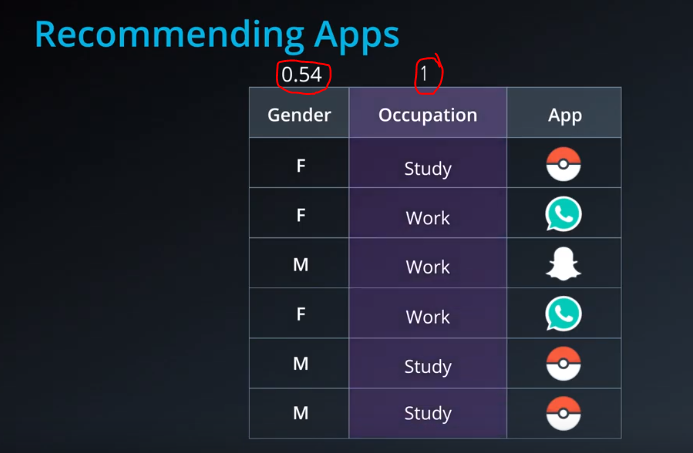 Recommending Apps
0.54 1
Gender Occupation App
F Study
F Work
M Work
F Work
M Study
M Study